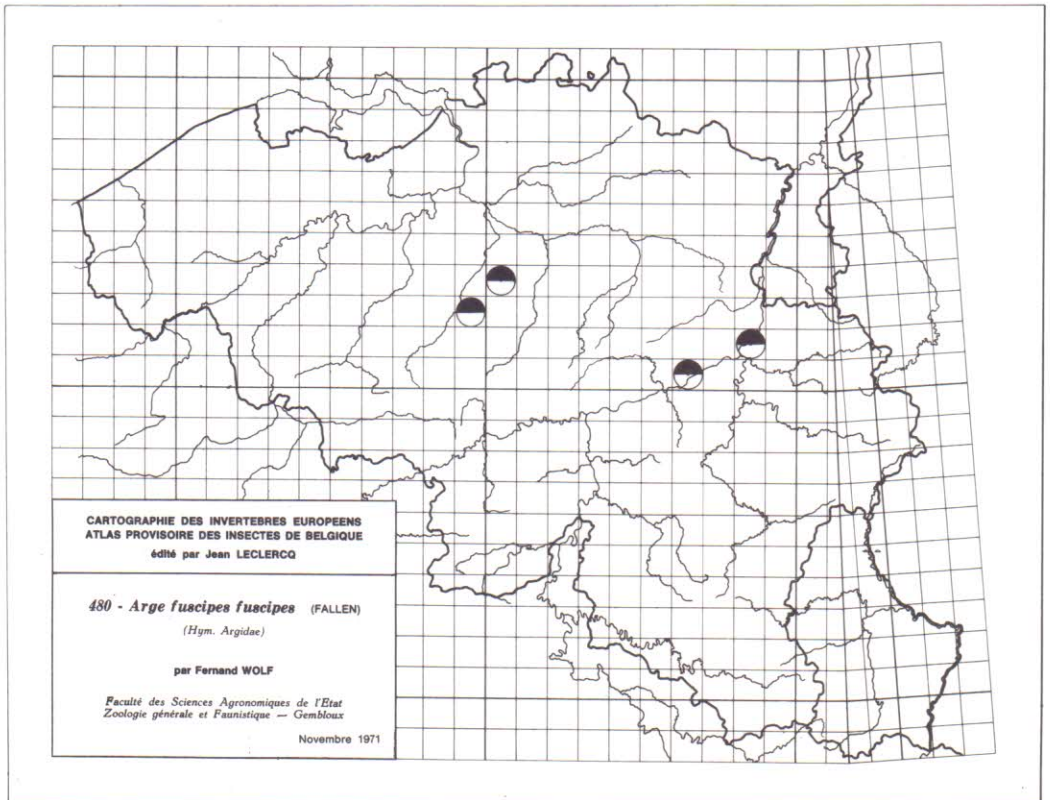 CARTOGRAPHIE DES INVERTEBRES EUROPEENS
ATLAS PROVISOIRE DES INSECTES DE BELGIQUE
édité par Jean LECLERCQ
480 - Arge fuscipes fuscipes (FALLEN)
(Hym. Argidae)
par Fernand WOLF
Faculté des Sciences Agronomiques de l'Etat
Zoologie générale et Faunistique — Gembloux
Novembre 1971